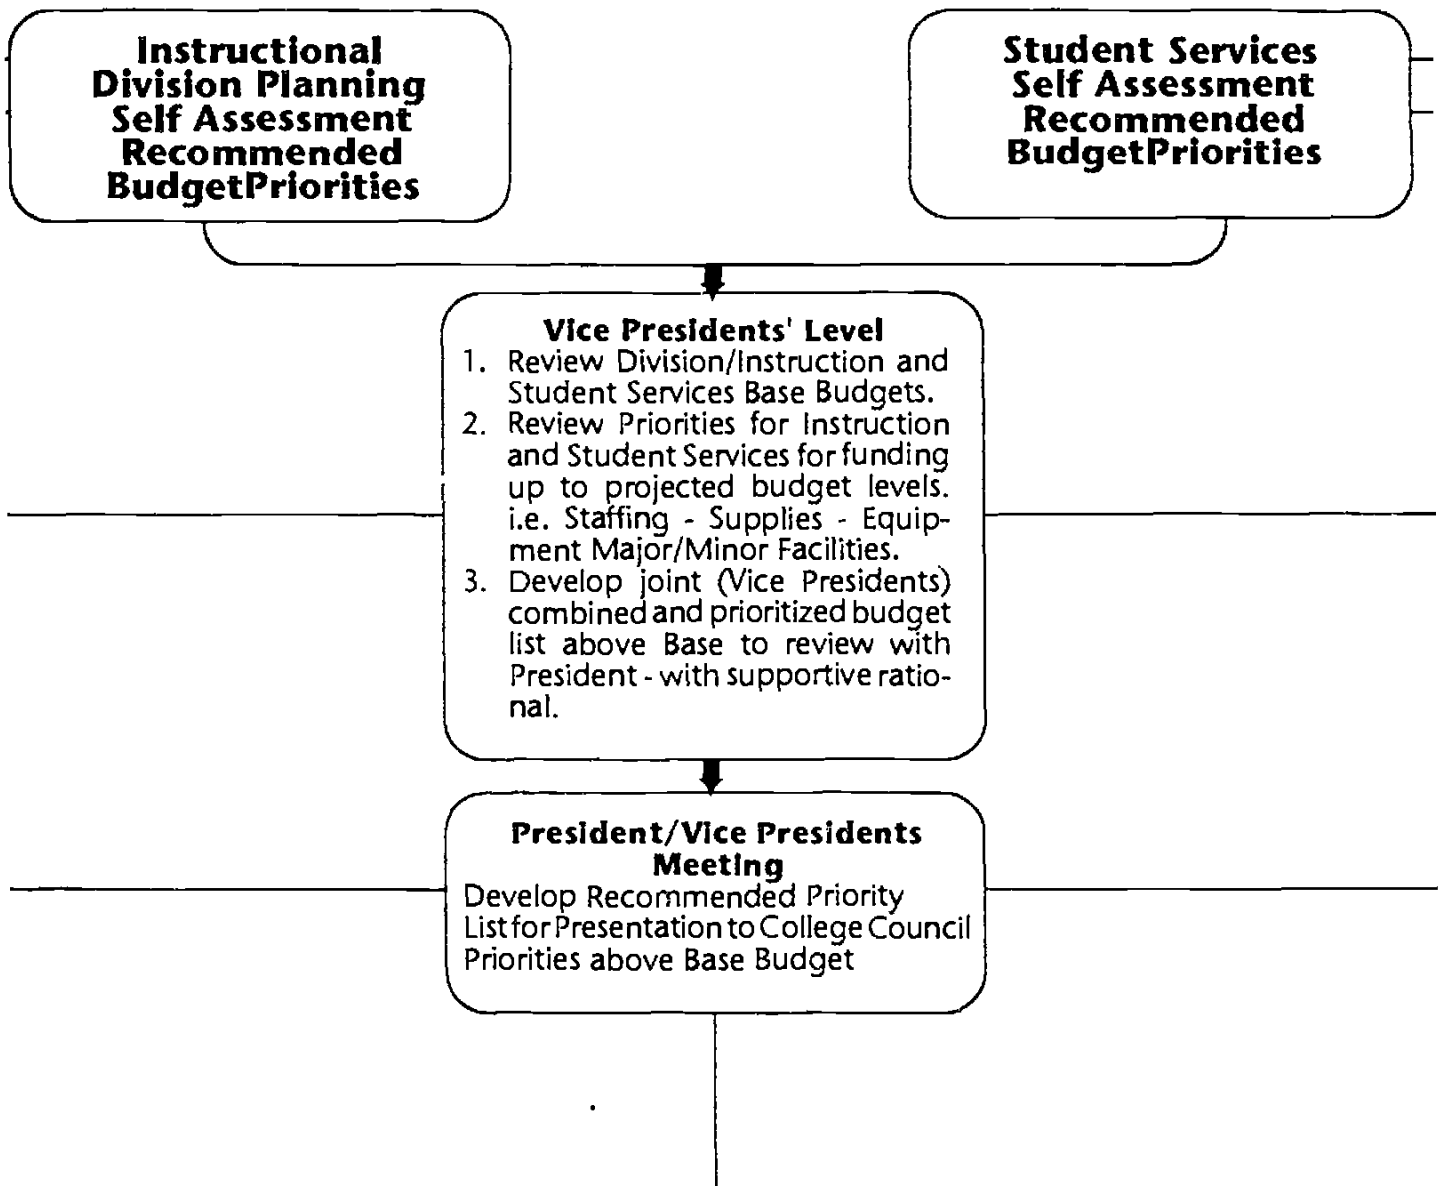 Instructional
Division Planning
Self Assessment
Recommended
BudgetPriorities
Student Services
Self Assessment
Recommended
BudgetPriorities
Vice Presidents' Level
1. Review Division/Instruction and
Student Services Base Budgets.
2. Review Priorities for Instruction
and Student Services for funding
up to projected budget levels.
i.e. Staffing - Supplies - Equip-
ment Major/Minor Facilities.
3. Develop joint (Vice Presidents)
combined and prioritized budget
list above Base to review with
President - with supportive ratio-
nal.
President/Vice Presidents
Meeting
Develop Recommended Priority
List for Presentation to College Council
Priorities above Base Budget